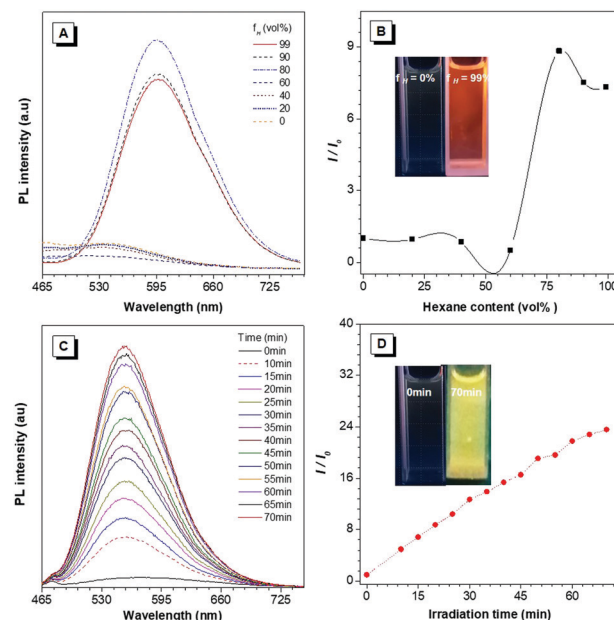 A
f_H (vol%)
99
90
80
60
40
20
0
PL intensity (a.u)
465 530 595 660 725
Wavelength (nm)
B
f_H = 0% f_H = 99%
I / I_0
9
6
3
0
0 25 50 75 100
Hexane content (vol% )
C
Time (min)
0min
10min
15min
20min
25min
30min
35min
40min
45min
50min
55min
60min
65min
70min
PL intensity (au)
465 530 600 660 725
Wavelength (nm)
D
0min 70min
I / I_0
40
32
24
16
8
0
0 15 30 45 60
Irradiation time (min)